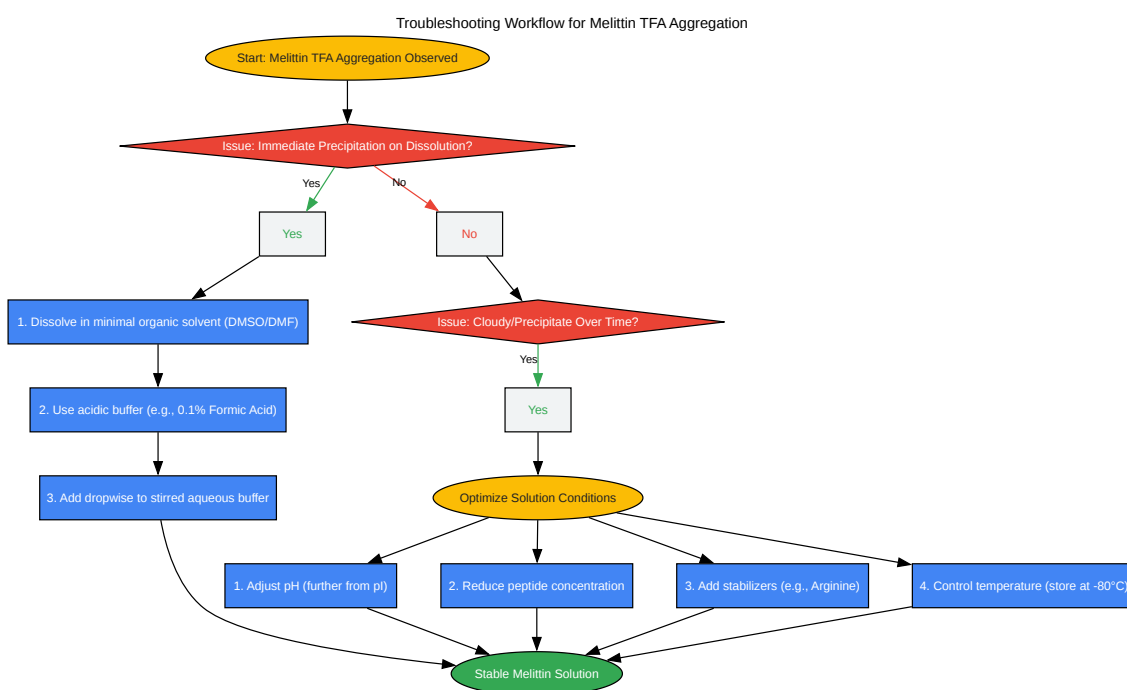 Troubleshooting Workflow for Melittin TFA Aggregation
Start: Melittin TFA Aggregation Observed
Issue: Immediate Precipitation on Dissolution?
Yes
No
Yes
No
1. Dissolve in minimal organic solvent (DMSO/DMF)
Issue: Cloudy/Precipitate Over Time?
Yes
2. Use acidic buffer (e.g., 0.1% Formic Acid)
Yes
3. Add dropwise to stirred aqueous buffer
Optimize Solution Conditions
1. Adjust pH (further from pI)
2. Reduce peptide concentration
3. Add stabilizers (e.g., Arginine)
4. Control temperature (store at -80°C)
Stable Melittin Solution